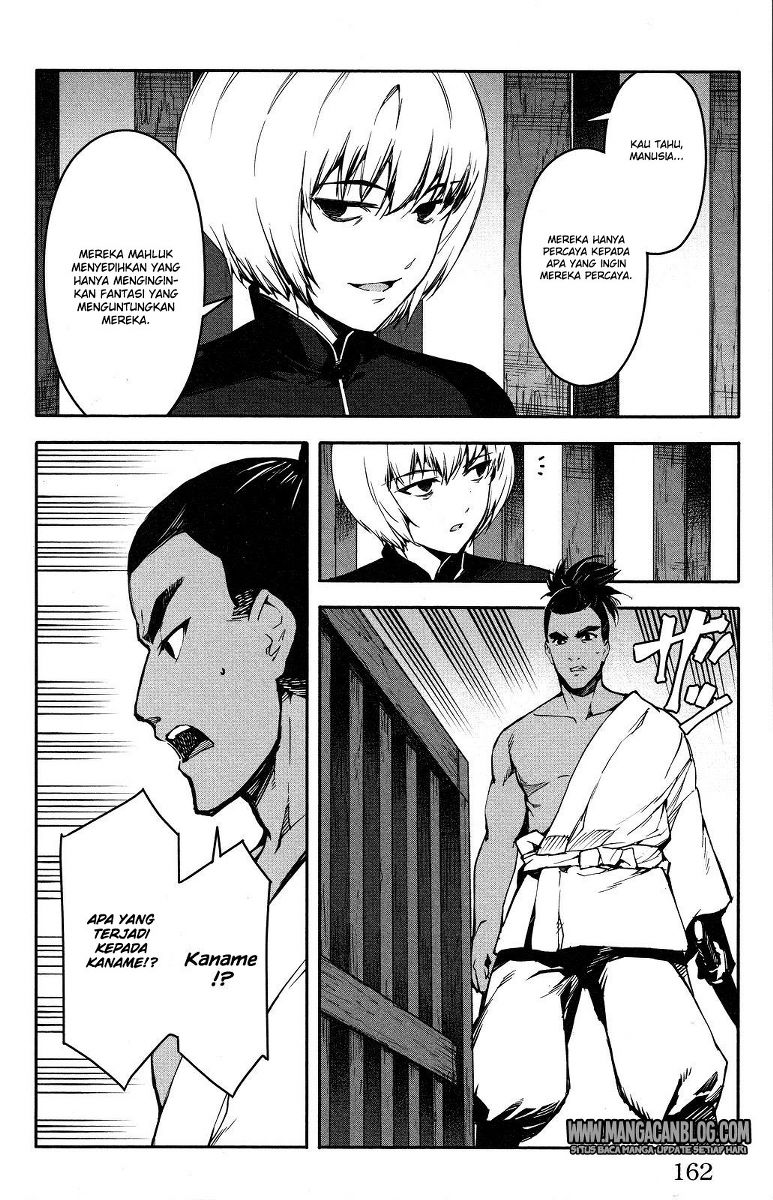 KAU TAHU,
MANUSIA...
MEREKA HANYA
PERCAYA KEPADA
APA YANG INGIN
MEREKA PERCAYA.
MEREKA MAHLUK
MENYEDIHKAN YANG
HANYA MENGINGIN-
KAN FANTASI YANG
MENGUNTUNGKAN
MEREKA.
ザッ
Kaname
!?
APA YANG
TERJADI
KEPADA
KANAME!?
WWW.MANGACANBLOG.COM
SITUS BACA MANGA UPDATE SETIAP HARI
162